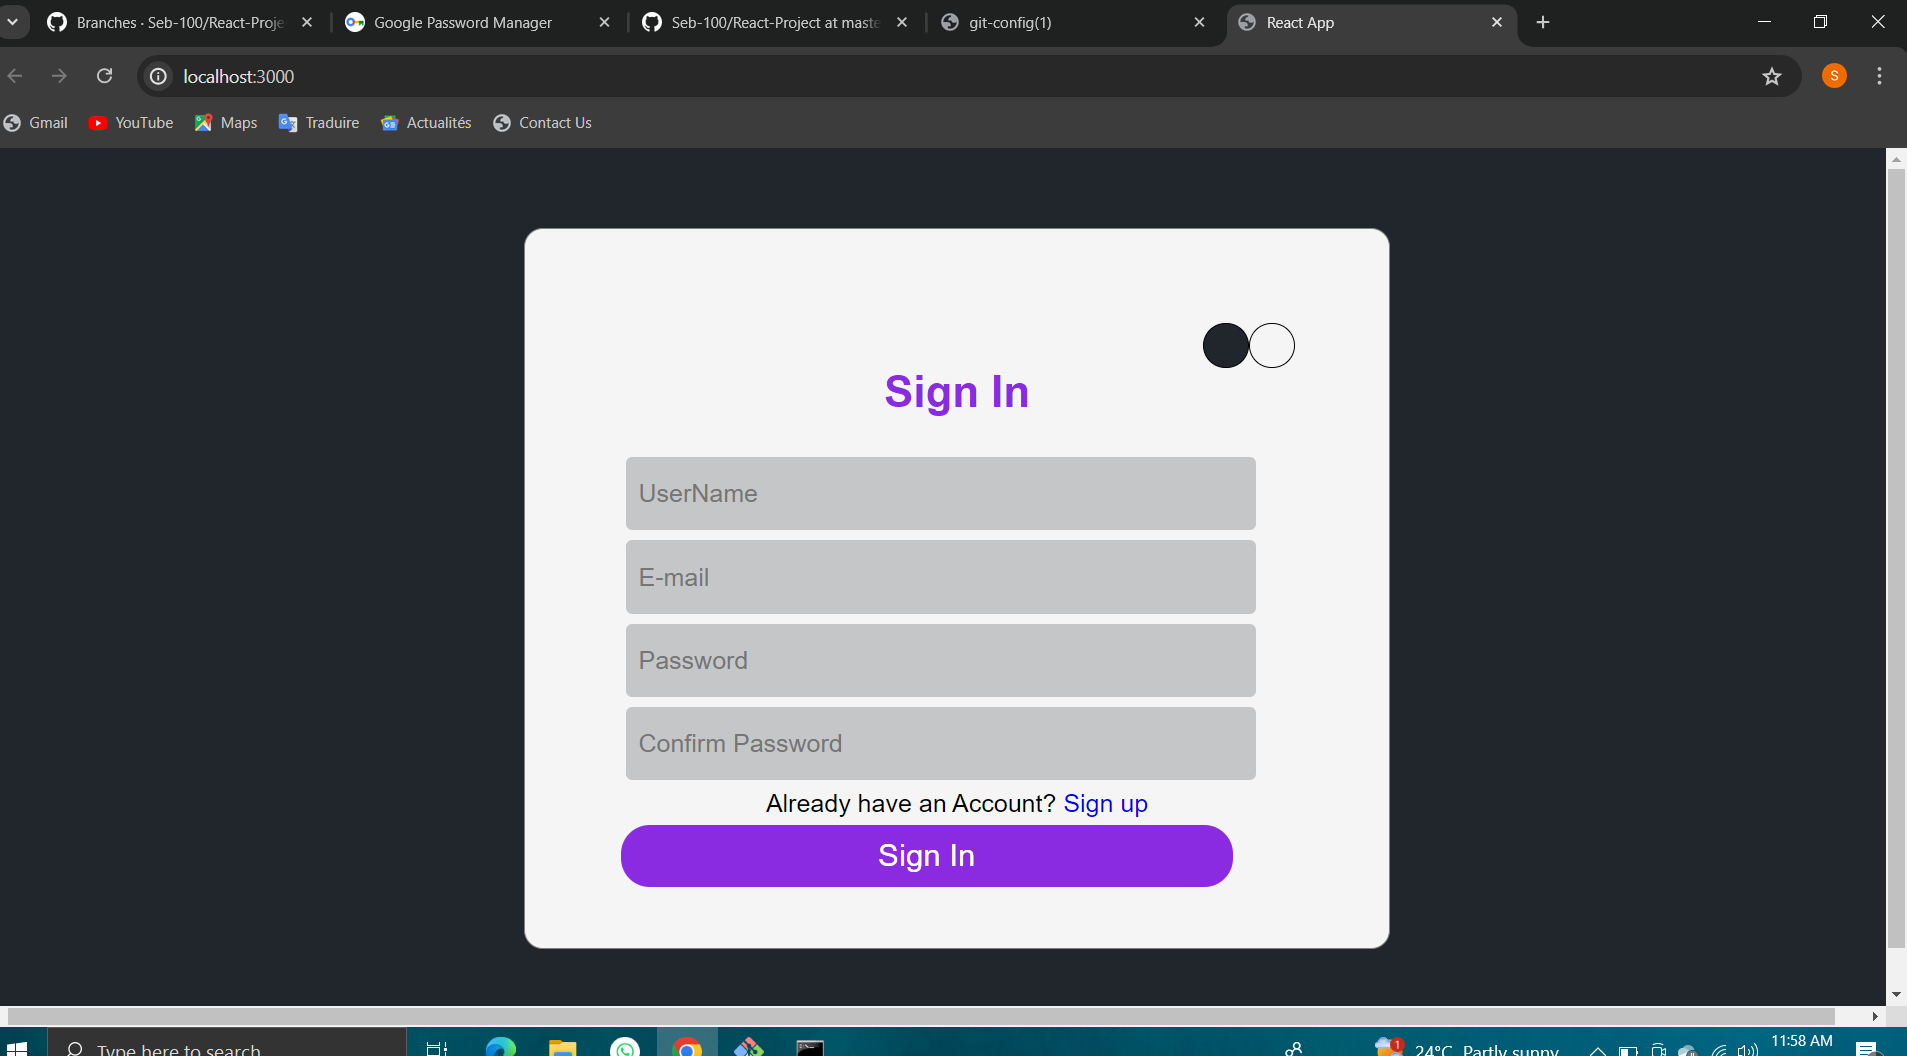 Branches · Seb-100/React-Proje
Google Password Manager
Seb-100/React-Project at maste
git-config(1)
React App
localhost:3000
S
Gmail
YouTube
Maps
Traduire
Actualités
Contact Us
Sign In
UserName
E-mail
Password
Confirm Password
Already have an Account? Sign up
Sign In
Type here to search
1
24°C Partly sunny
11:58 AM